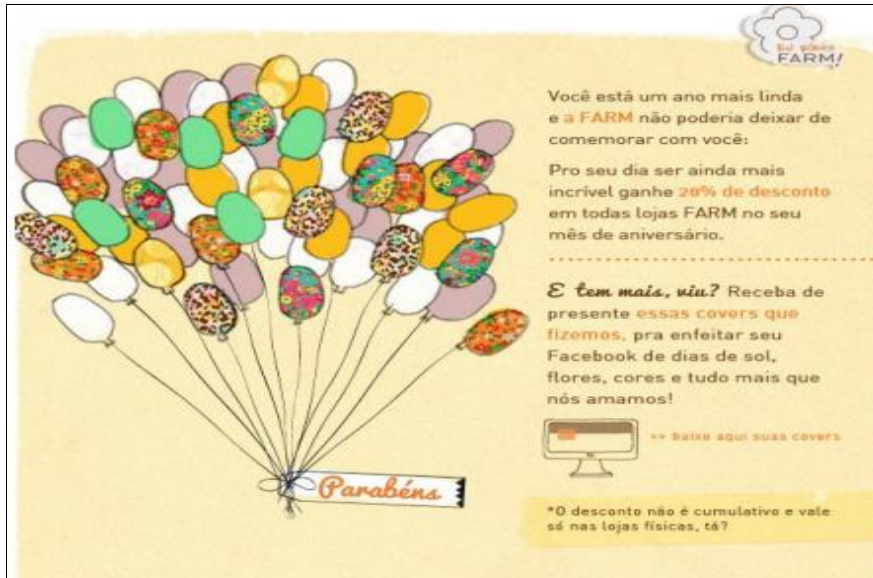 EU QUERO
FARM!
Você está um ano mais linda
e a FARM não poderia deixar de
comemorar com você:
Pro seu dia ser ainda mais
incrível ganhe 20% de desconto
em todas lojas FARM no seu
mês de aniversário.
E tem mais, viu? Receba de
presente essas covers que
fizemos, pra enfeitar seu
Facebook de dias de sol,
flores, cores e tudo mais que
nós amamos!
>> baixe aqui suas covers
Parabéns
*O desconto não é cumulativo e vale
só nas lojas físicas, tá?